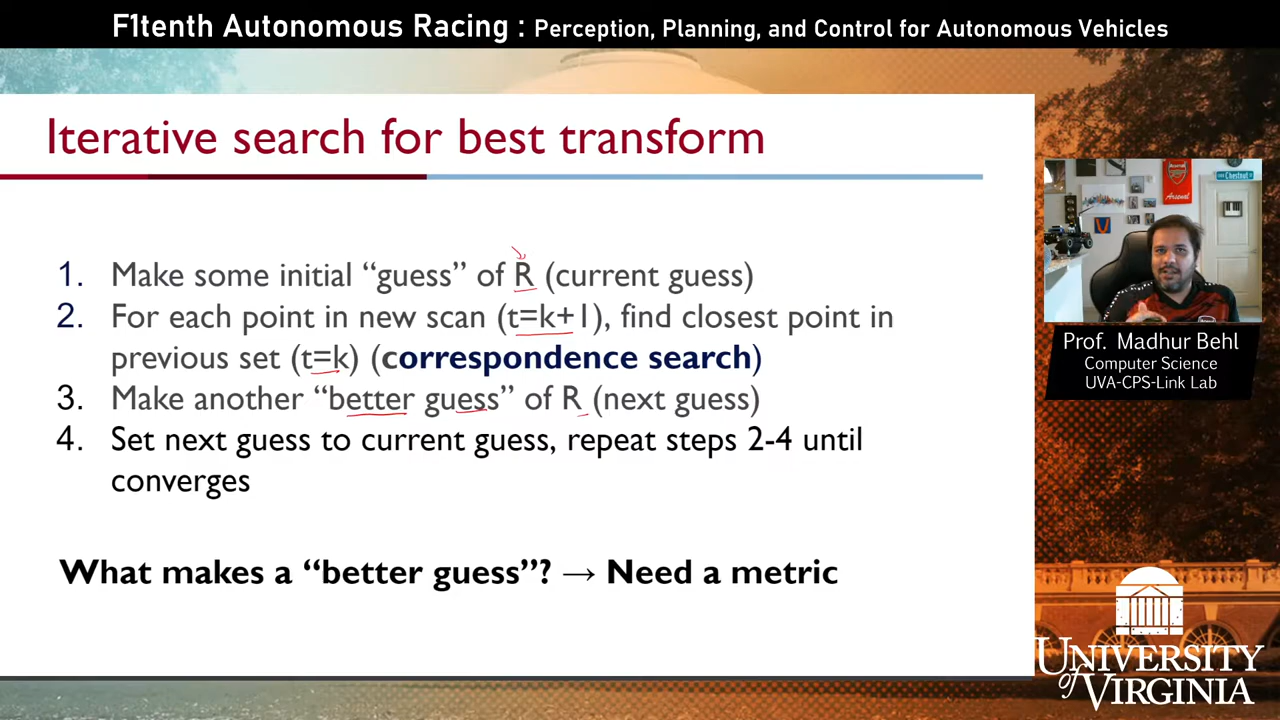 F1tenth Autonomous Racing : Perception, Planning, and Control for Autonomous Vehicles
Iterative search for best transform
1. Make some initial “guess” of R (current guess)
2. For each point in new scan (t=k+1), find closest point in
previous set (t=k) (correspondence search)
3. Make another “better guess” of R (next guess)
4. Set next guess to current guess, repeat steps 2-4 until
converges
What makes a “better guess”? → Need a metric
Chestnut
Arsenal
Prof. Madhur Behl
Computer Science
UVA-CPS-Link Lab
UNIVERSITY
of VIRGINIA